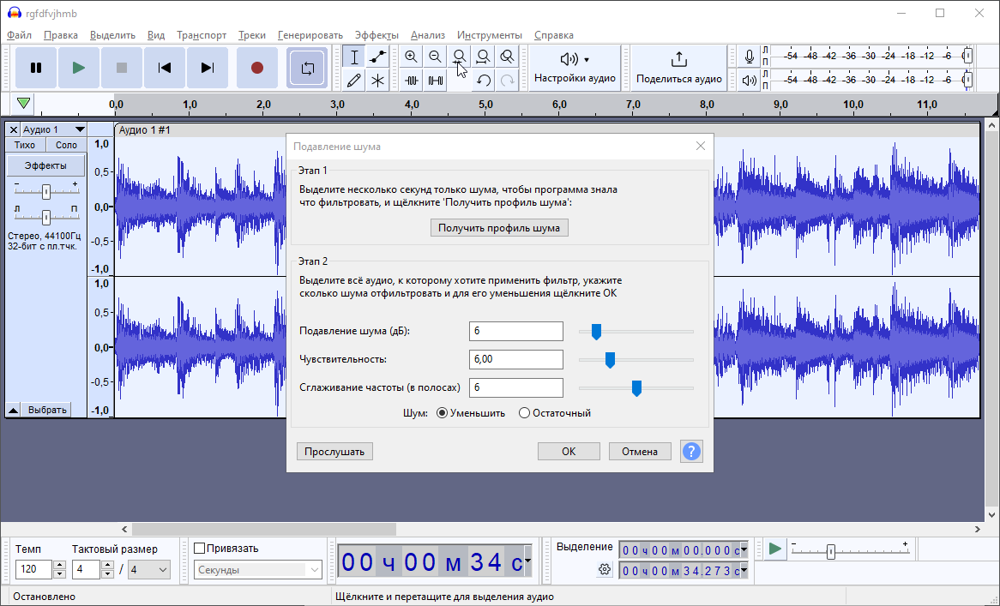 rgfdfvjhmb
Файл Правка Выделить Вид Транспорт Треки Генерировать Эффекты Анализ Инструменты Справка
Настройки аудио
Поделиться аудио
Л
П
-54 -48 -42 -36 -30 -24 -18 -12 -6
Л
П
-54 -48 -42 -36 -30 -24 -18 -12 -6
0,0 1,0 2,0 3,0 4,0 5,0 6,0 7,0 8,0 9,0 10,0 11,0
Аудио 1
Аудио 1 #1
Тихо Соло
Эффекты
- +
Л П
Стерео, 44100Гц
32-бит с пл.тчк.
Выбрать
1,0
0,5-
0,0-
-0,5-
-1,0
1,0
0,5-
0,0-
-0,5-
-1,0
Подавление шума
Этап 1
Выделите несколько секунд только шума, чтобы программа знала
что фильтровать, и щёлкните 'Получить профиль шума':
Получить профиль шума
Этап 2
Выделите всё аудио, к которому хотите применить фильтр, укажите
сколько шума отфильтровать и для его уменьшения щёлкните OK
Подавление шума (дБ): 6
Чувствительность: 6,00
Сглаживание частоты (в полосах) 6
Шум: Уменьшить Остаточный
Прослушать OK Отмена ?
Темп Тактовый размер
120 4 / 4
Привязать
Секунды
00 ч 00 м 34 с
Выделение
00 ч 00 м 00.000 с
00 ч 00 м 34.273 с
- +
Остановлено
Щёлкните и перетащите для выделения аудио